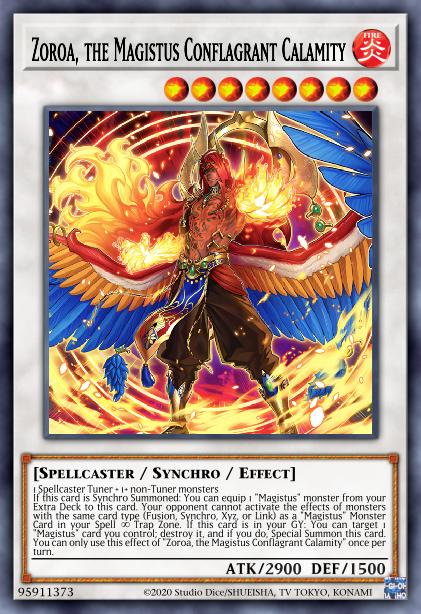 Zoroa, the Magistus Conflagrant Calamity
FIRE
炎
[Spellcaster / Synchro / Effect]
1 Spellcaster Tuner + 1+ non-Tuner monsters
If this card is Synchro Summoned: You can equip 1 "Magistus" monster from your
Extra Deck to this card. Your opponent cannot activate the effects of monsters
with the same card type (Fusion, Synchro, Xyz, or Link) as a "Magistus" Monster
Card in your Spell ∞ Trap Zone. If this card is in your GY: You can target 1
"Magistus" card you control; destroy it, and if you do, Special Summon this card.
You can only use this effect of "Zoroa, the Magistus Conflagrant Calamity" once per
turn.
ATK/2900 DEF/1500
95911373
©2020 Studio Dice/SHUEISHA, TV TOKYO, KONAMI